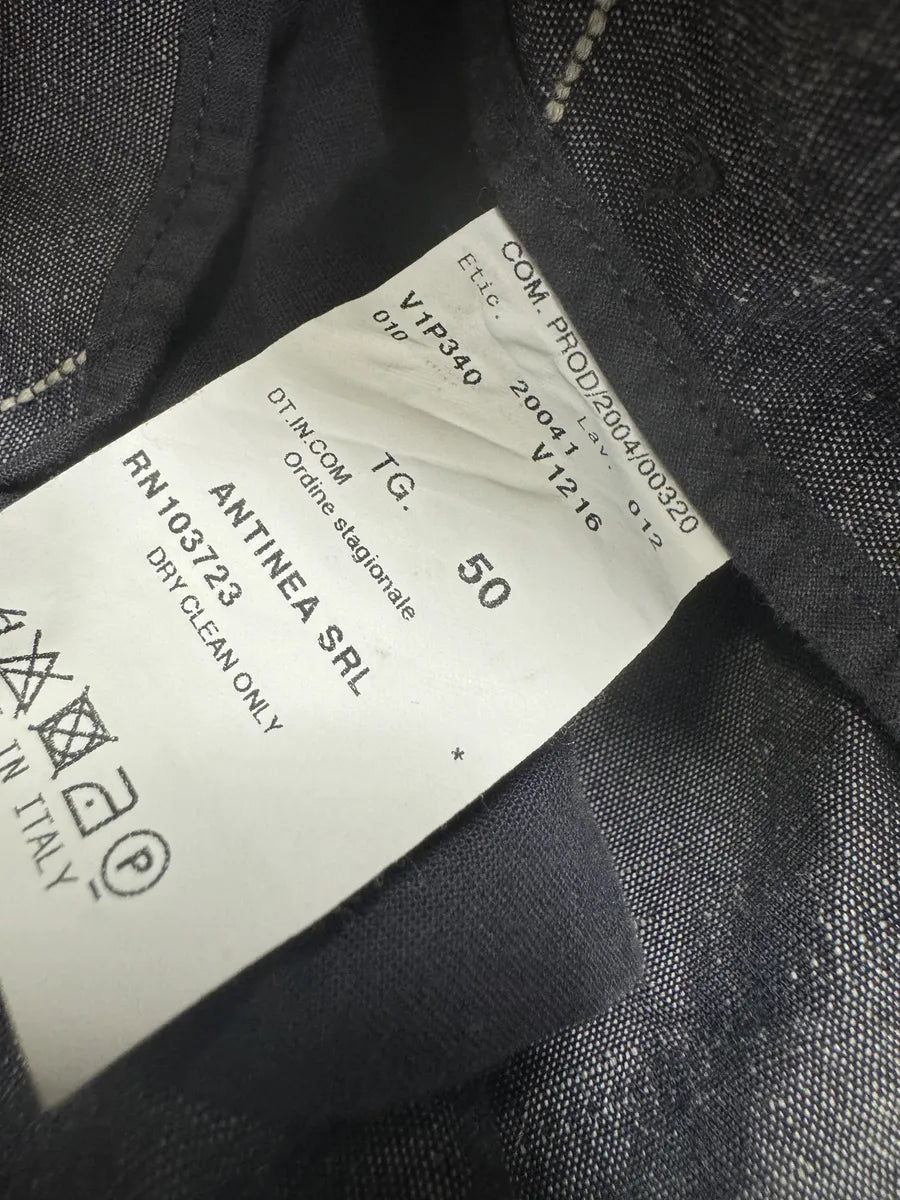 COM. PROD/2004/00320
Etic. Lav. 012
V1P340 20041 V1216
010
TG. 50
DT.IN.COM
Ordine stagionale
ANTINEA SRL
RN103723
DRY CLEAN ONLY
*
P
IN ITALY